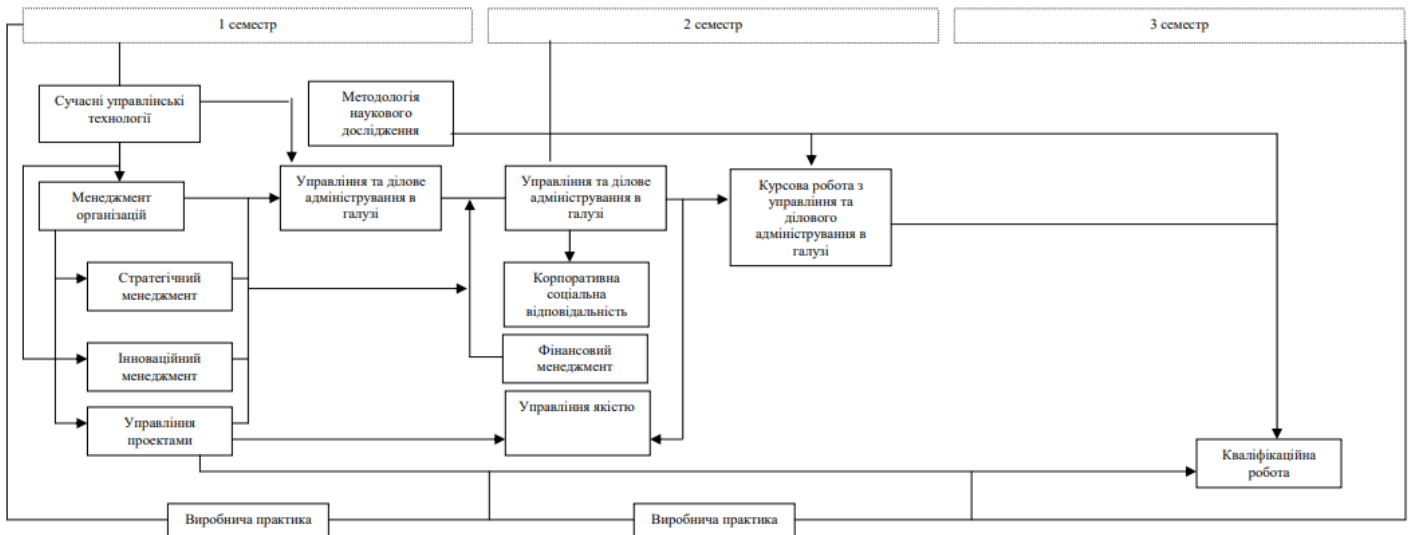 1 семестр
2 семестр
3 семестр
Сучасні управлінські
технології
Методологія
наукового
дослідження
Менеджмент
організацій
Управління та ділове
адміністрування в
галузі
Управління та ділове
адміністрування в
галузі
Курсова робота з
управління та
ділового
адміністрування в
галузі
Стратегічний
менеджмент
Корпоративна
соціальна
відповідальність
Інноваційний
менеджмент
Фінансовий
менеджмент
Управління
проектами
Управління якістю
Кваліфікаційна
робота
Виробнича практика
Виробнича практика